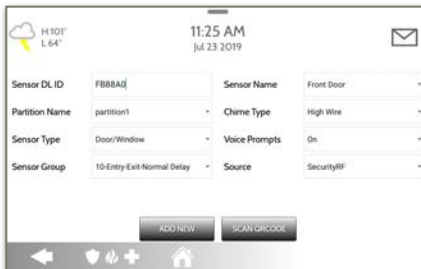 H 101°
L 64°
11:25 AM
Jul 23 2019
Sensor DL ID FB88A0 Sensor Name Front Door
Partition Name partition1 Chime Type High Wire
Sensor Type Door/Window Voice Prompts On
Sensor Group 10-Entry-Exit-Normal Delay Source SecurityRF
ADD NEW SCAN QRCODE